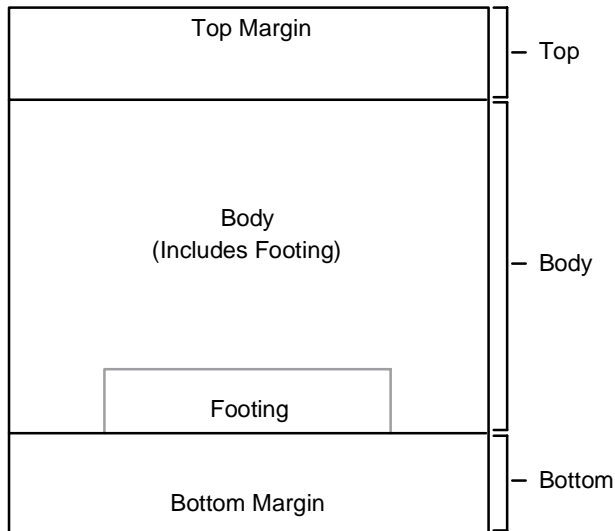 Top Margin
Top
Body
(Includes Footing)
Body
Footing
Bottom Margin
Bottom